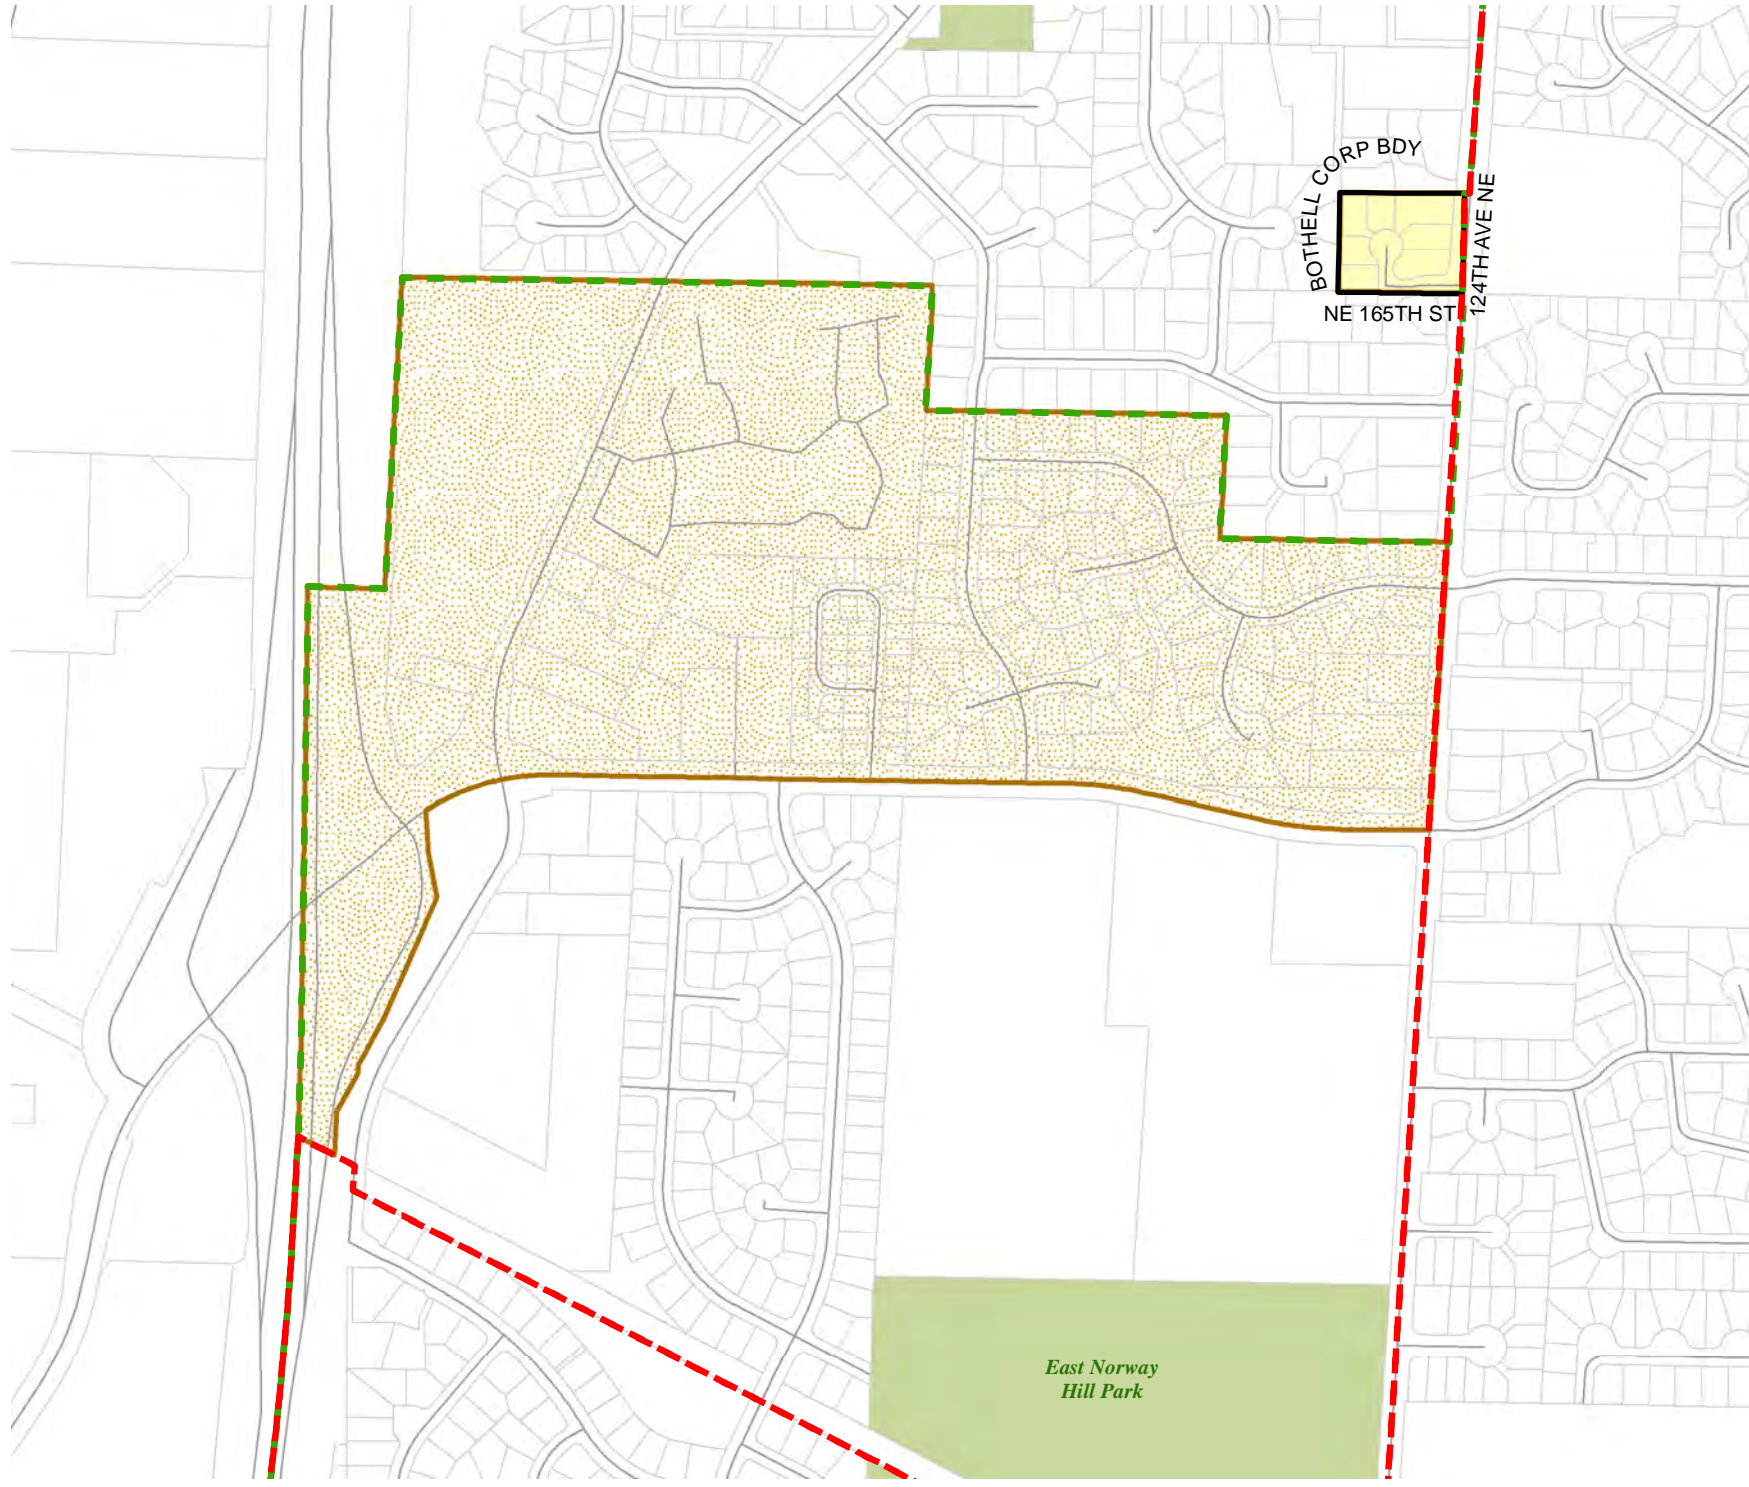 BOTHELL CORP BDY
124TH AVE NE
NE 165TH ST
East Norway
Hill Park